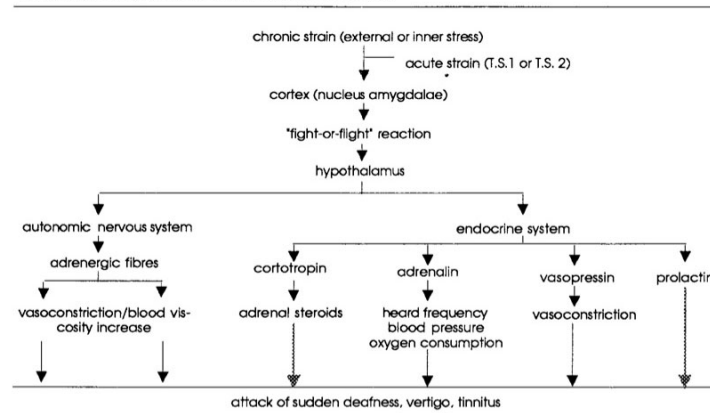 chronic strain (external or inner stress)
acute strain (T.S.1 or T.S. 2)
cortex (nucleus amygdalae)
"fight-or-flight" reaction
hypothalamus
autonomic nervous system
endocrine system
adrenergic fibres
cortotropin
adrenalin
vasopressin
prolactin
vasoconstriction/blood vis-
cosity increase
adrenal steroids
heard frequency
blood pressure
oxygen consumption
vasoconstriction
attack of sudden deafness, vertigo, tinnitus